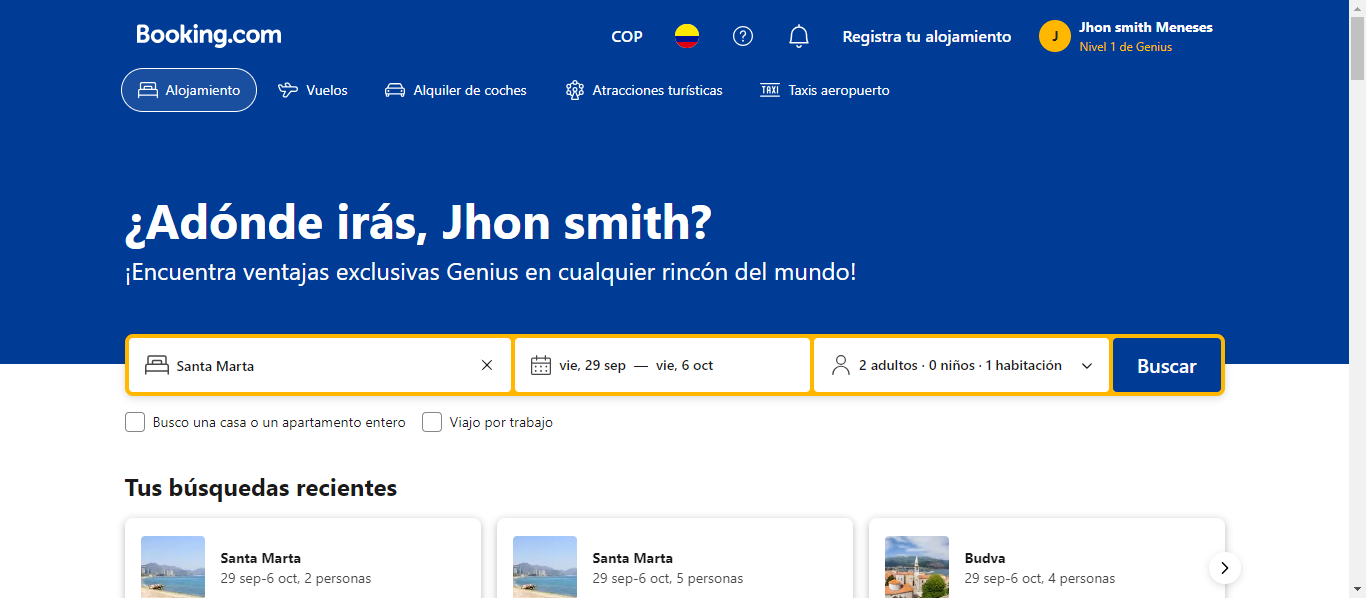 Booking.com
COP
Registra tu alojamiento
J
Jhon smith Meneses
Nivel 1 de Genius
Alojamiento
Vuelos
Alquiler de coches
Atracciones turísticas
TAXI
Taxis aeropuerto
¿Adónde irás, Jhon smith?
¡Encuentra ventajas exclusivas Genius en cualquier rincón del mundo!
Santa Marta
vie, 29 sep — vie, 6 oct
2 adultos · 0 niños · 1 habitación
Buscar
Busco una casa o un apartamento entero
Viajo por trabajo
Tus búsquedas recientes
Santa Marta
29 sep-6 oct, 2 personas
Santa Marta
29 sep-6 oct, 5 personas
Budva
29 sep-6 oct, 4 personas